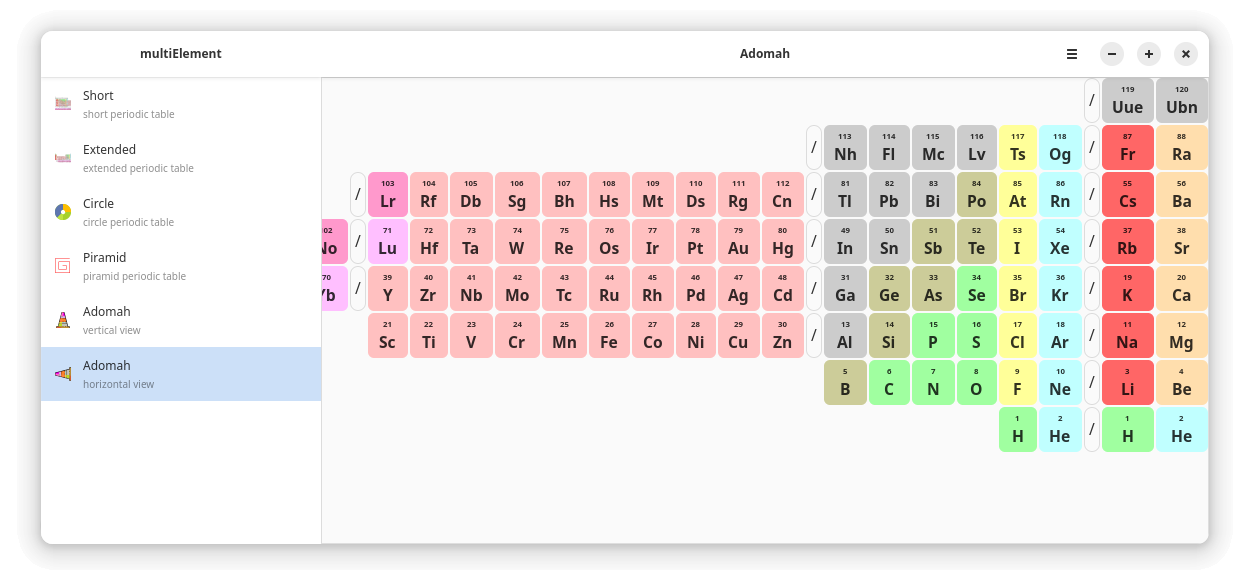 multiElement
Adomah
Short
short periodic table
Extended
extended periodic table
Circle
circle periodic table
Piramid
piramid periodic table
Adomah
vertical view
Adomah
horizontal view
/ 119 120
Uue Ubn
113 114 115 116 117 118 87 88
/ Nh Fl Mc Lv Ts Og / Fr Ra
103 104 105 106 107 108 109 110 111 112 81 82 83 84 85 86 55 56
/ Lr Rf Db Sg Bh Hs Mt Ds Rg Cn / Tl Pb Bi Po At Rn / Cs Ba
02 71 72 73 74 75 76 77 78 79 80 49 50 51 52 53 54 37 38
No / Lu Hf Ta W Re Os Ir Pt Au Hg / In Sn Sb Te I Xe / Rb Sr
70 39 40 41 42 43 44 45 46 47 48 31 32 33 34 35 36 19 20
Yb / Y Zr Nb Mo Tc Ru Rh Pd Ag Cd / Ga Ge As Se Br Kr / K Ca
21 22 23 24 25 26 27 28 29 30 13 14 15 16 17 18 11 12
Sc Ti V Cr Mn Fe Co Ni Cu Zn / Al Si P S Cl Ar / Na Mg
5 6 7 8 9 10 3 4
B C N O F Ne / Li Be
1 2 1 2
H He / H He